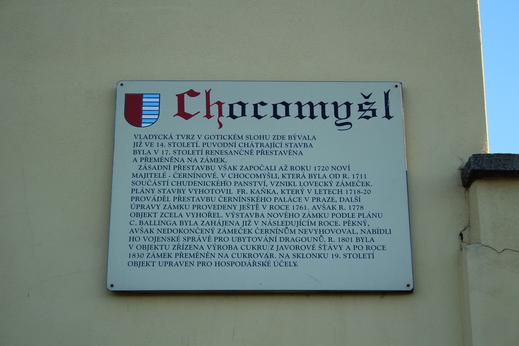 Chocomyšl
VLADYCKÁ TVRZ V GOTICKÉM SLOHU ZDE BÝVALA
JIŽ VE 14. STOLETÍ. PUVODNÍ CHÁTRAJÍCÍ STAVBA
BYLA V 17. STOLETÍ RENESANČNĚ PŘESTAVĚNA
A PŘEMĚNĚNA NA ZÁMEK.
ZÁSADNÍ PŘESTAVBU VŠAK ZAPOČALI AŽ ROKU 1720 NOVÍ
MAJITELÉ - ČERNÍNOVÉ. V CHOCOMYŠLI, KTERÁ BYLA OD R. 1711
SOUČÁSTÍ CHUDENICKÉHO PANSTVÍ, VZNIKL LOVECKÝ ZÁMEČEK.
PLÁNY STAVBY VYHOTOVIL FR. KAŇKA, KTERÝ V LETECH 1718-20
PROVÁDĚL PŘESTAVBU ČERNÍNSKÉHO PALÁCE V PRAZE. DALŠÍ
ÚPRAVY ZÁMKU PROVEDENY JEŠTĚ V ROCE 1761. AVŠAK R. 1778
OBJEKT ZCELA VYHOŘEL. VÝSTAVBA NOVÉHO ZÁMKU PODLE PLÁNU
C. BALLINGA BYLA ZAHÁJENA JIŽ V NÁSLEDUJÍCÍM ROCE. PĚKNÝ,
AVŠAK NEDOKONČENÝ ZÁMEČEK ČERNÍNŮM NEVYHOVOVAL, NABÍDLI
HO VOJENSKÉ SPRÁVĚ PRO UBYTOVÁNÍ DRAGOUNŮ. R. 1801 BYLA
V OBJEKTU ZŘÍZENA VÝROBA CUKRU Z JAVOROVÉ ŠŤÁVY A PO ROCE
1830 ZÁMEK PŘEMĚNĚN NA CUKROVAR. NA SKLONKU 19. STOLETÍ
OBJEKT UPRAVEN PRO HOSPODÁŘSKÉ ÚČELY.